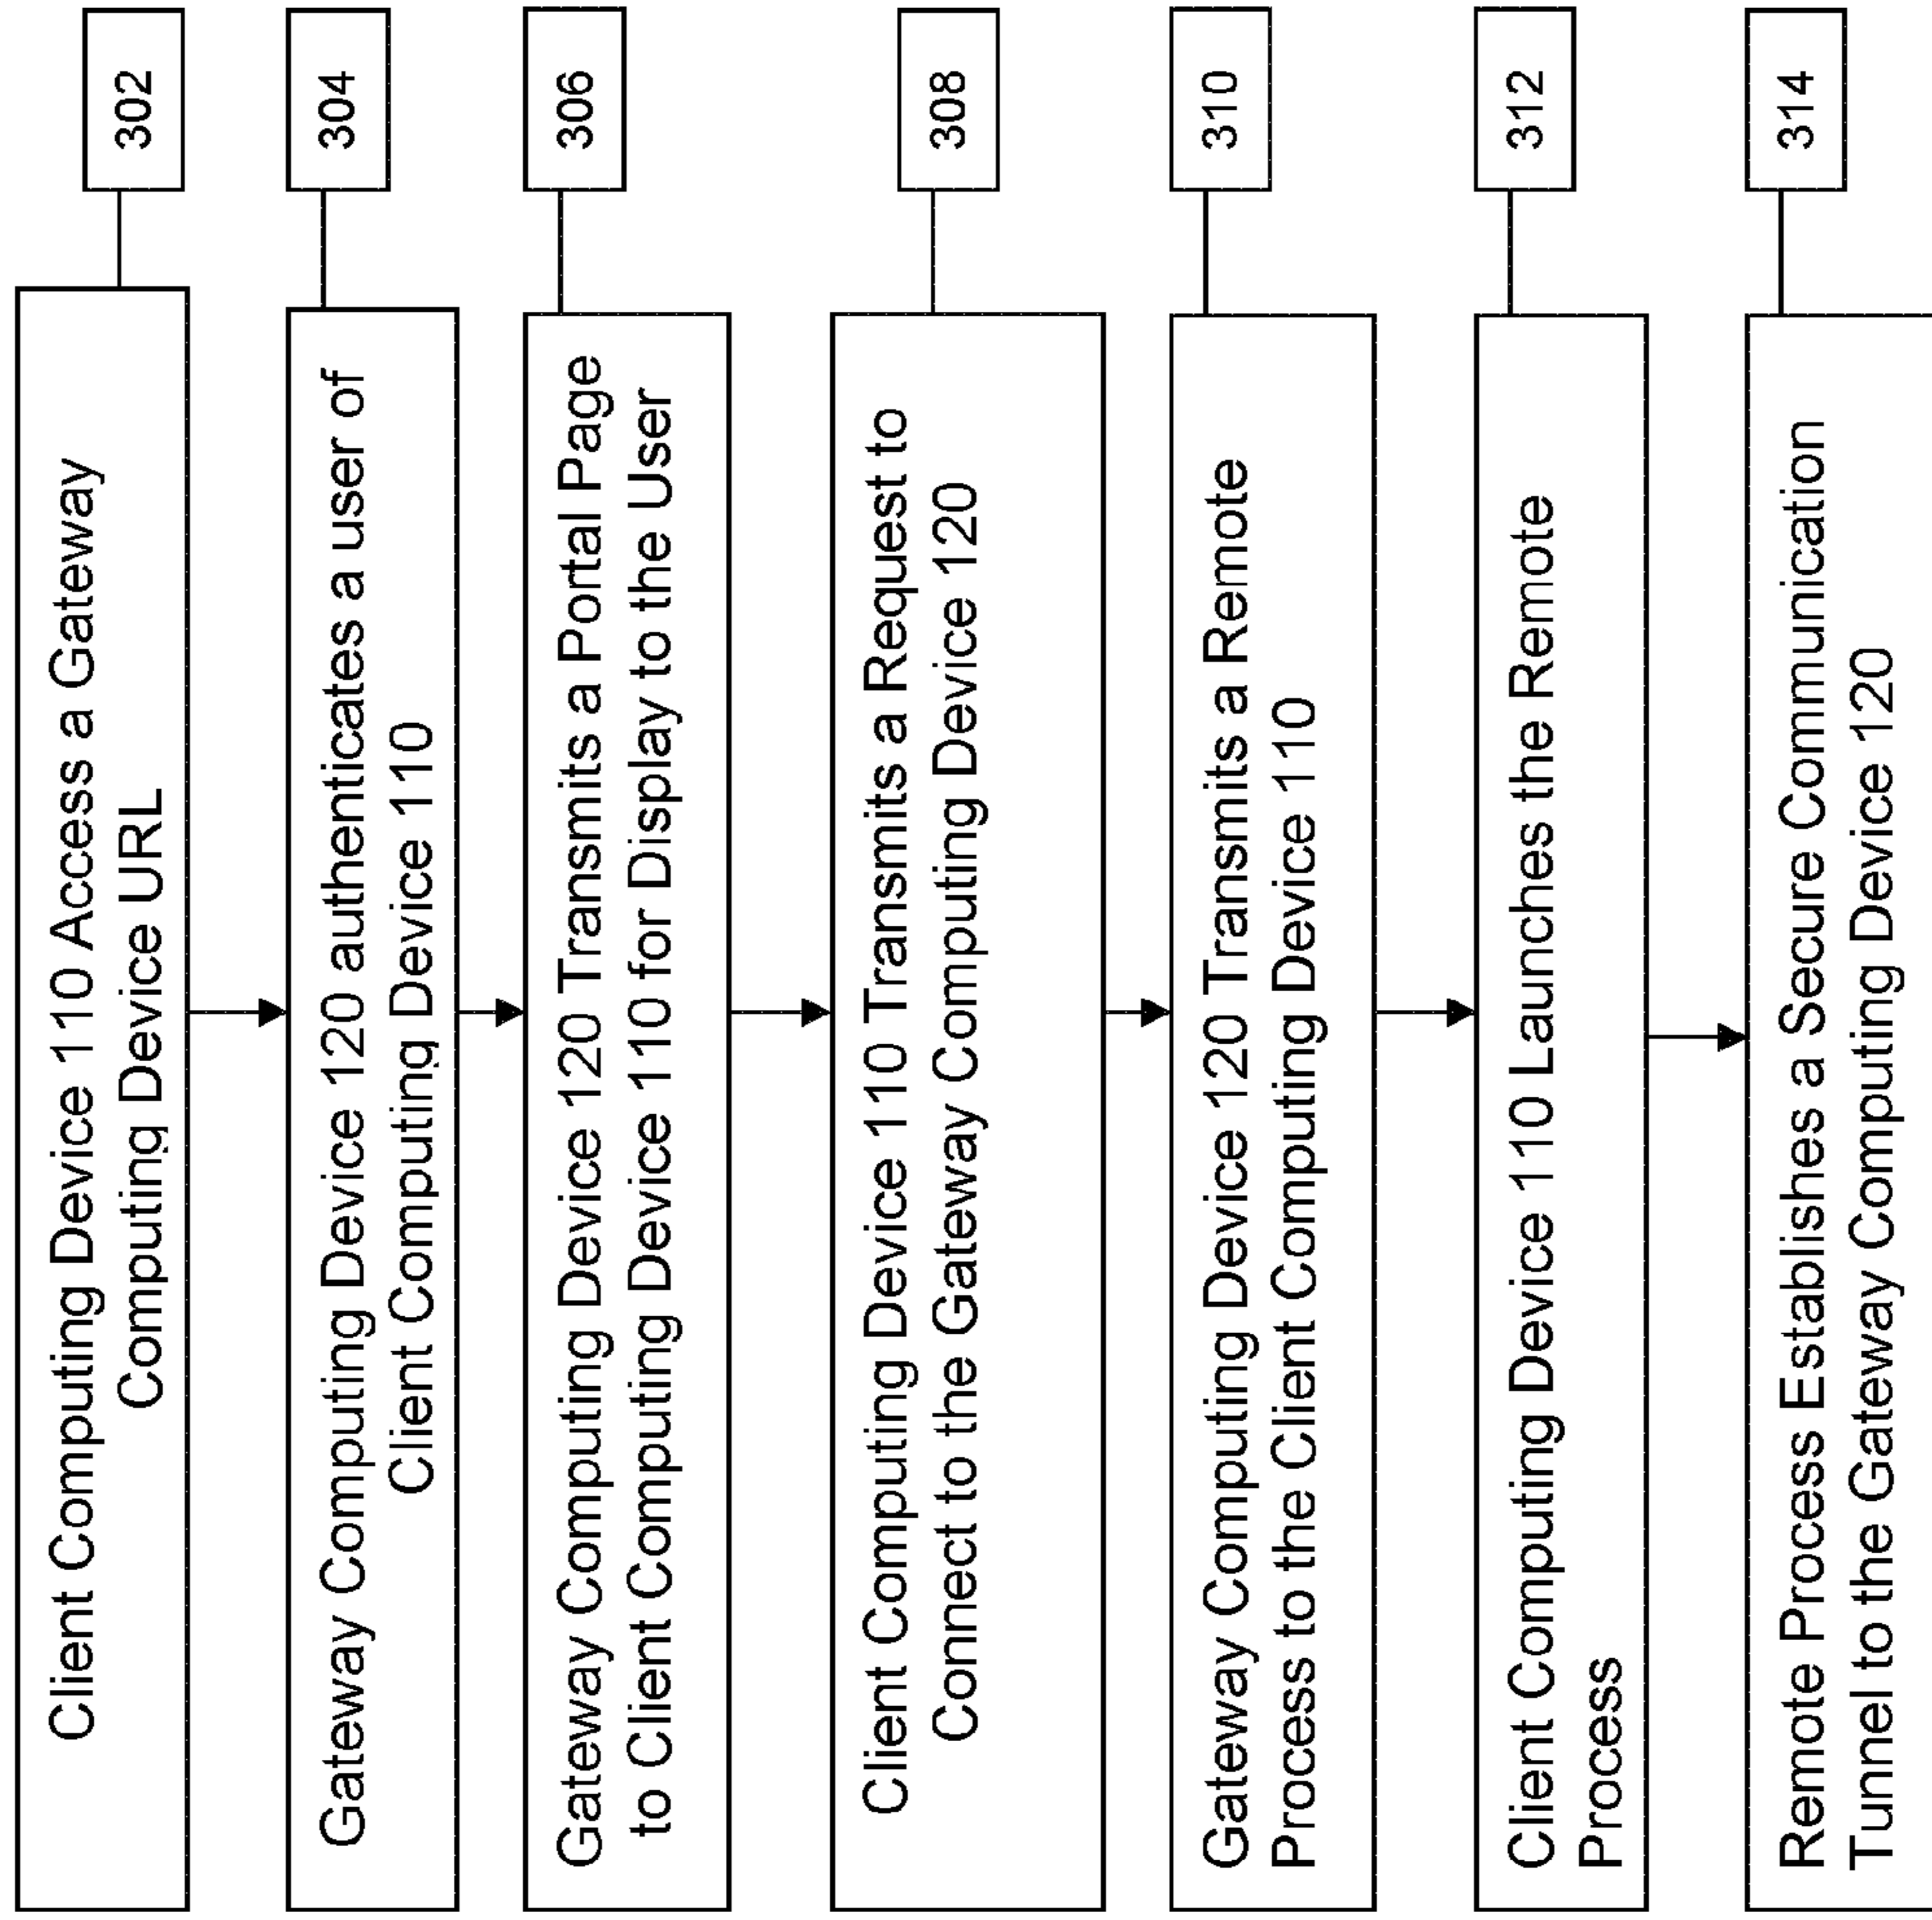 Client Computing Device 110 Access a Gateway
Computing Device URL
302
Gateway Computing Device 120 authenticates a user of
Client Computing Device 110
304
Gateway Computing Device 120 Transmits a Portal Page
to Client Computing Device 110 for Display to the User
306
Client Computing Device 110 Transmits a Request to
Connect to the Gateway Computing Device 120
308
Gateway Computing Device 120 Transmits a Remote
Process to the Client Computing Device 110
310
Client Computing Device 110 Launches the Remote
Process
312
Remote Process Establishes a Secure Communication
Tunnel to the Gateway Computing Device 120
314